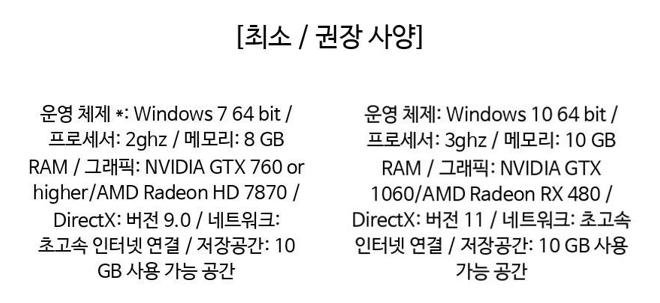 [최소 / 권장 사양]
운영 체제 *: Windows 7 64 bit /
프로세서: 2ghz / 메모리: 8 GB
RAM / 그래픽: NVIDIA GTX 760 or
higher/AMD Radeon HD 7870 /
DirectX: 버전 9.0 / 네트워크:
초고속 인터넷 연결 / 저장공간: 10
GB 사용 가능 공간
운영 체제: Windows 10 64 bit /
프로세서: 3ghz / 메모리: 10 GB
RAM / 그래픽: NVIDIA GTX
1060/AMD Radeon RX 480 /
DirectX: 버전 11 / 네트워크: 초고속
인터넷 연결 / 저장공간: 10 GB 사용
가능 공간